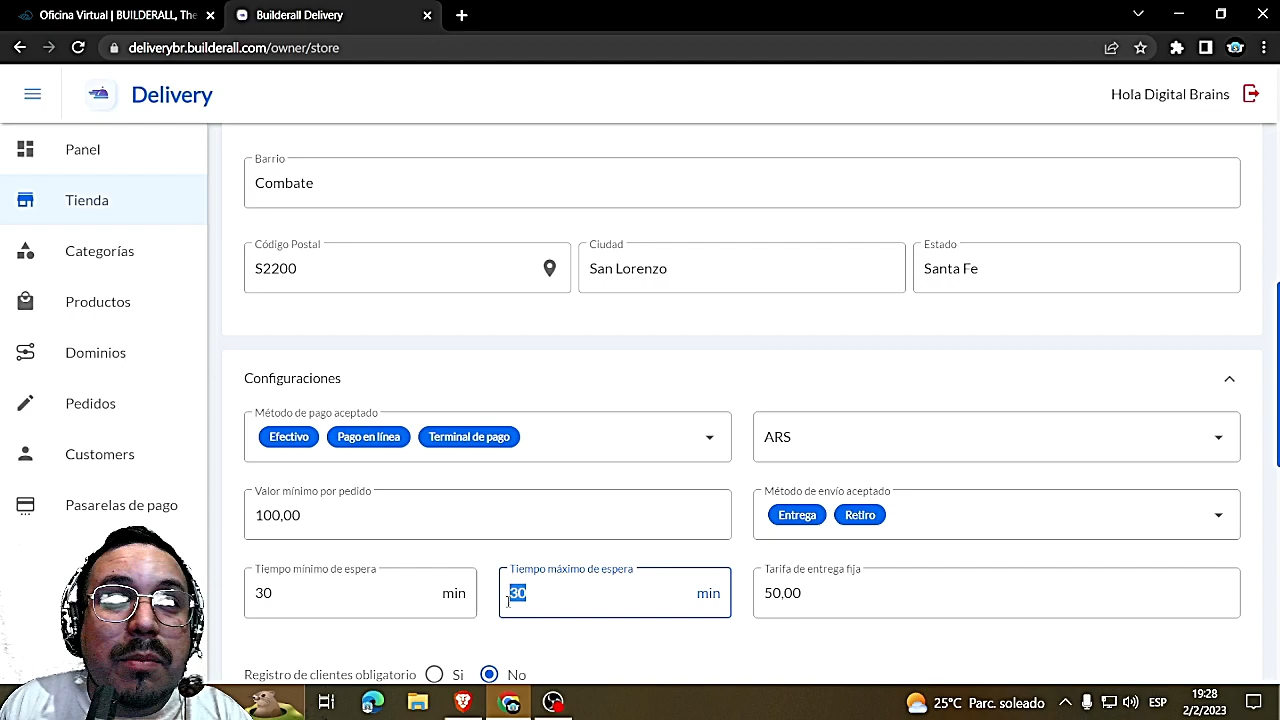 Oficina Virtual | BUILDERALL, The
Builderall Delivery
deliverybr.builderall.com/owner/store
Delivery
Hola Digital Brains
Panel
Tienda
Categorías
Productos
Dominios
Pedidos
Customers
Pasarelas de pago
Barrio
Combate
Código Postal
Ciudad
Estado
S2200
San Lorenzo
Santa Fe
Configuraciones
Método de pago aceptado
Efectivo Pago en línea Terminal de pago
ARS
Valor mínimo por pedido
100,00
Método de envío aceptado
Entrega Retiro
Tiempo mínimo de espera
30 min
Tiempo máximo de espera
30 min
Tarifa de entrega fija
50,00
Registro de clientes obligatorio Si No
25°C Parc. soleado
ESP
19:28
2/2/2023